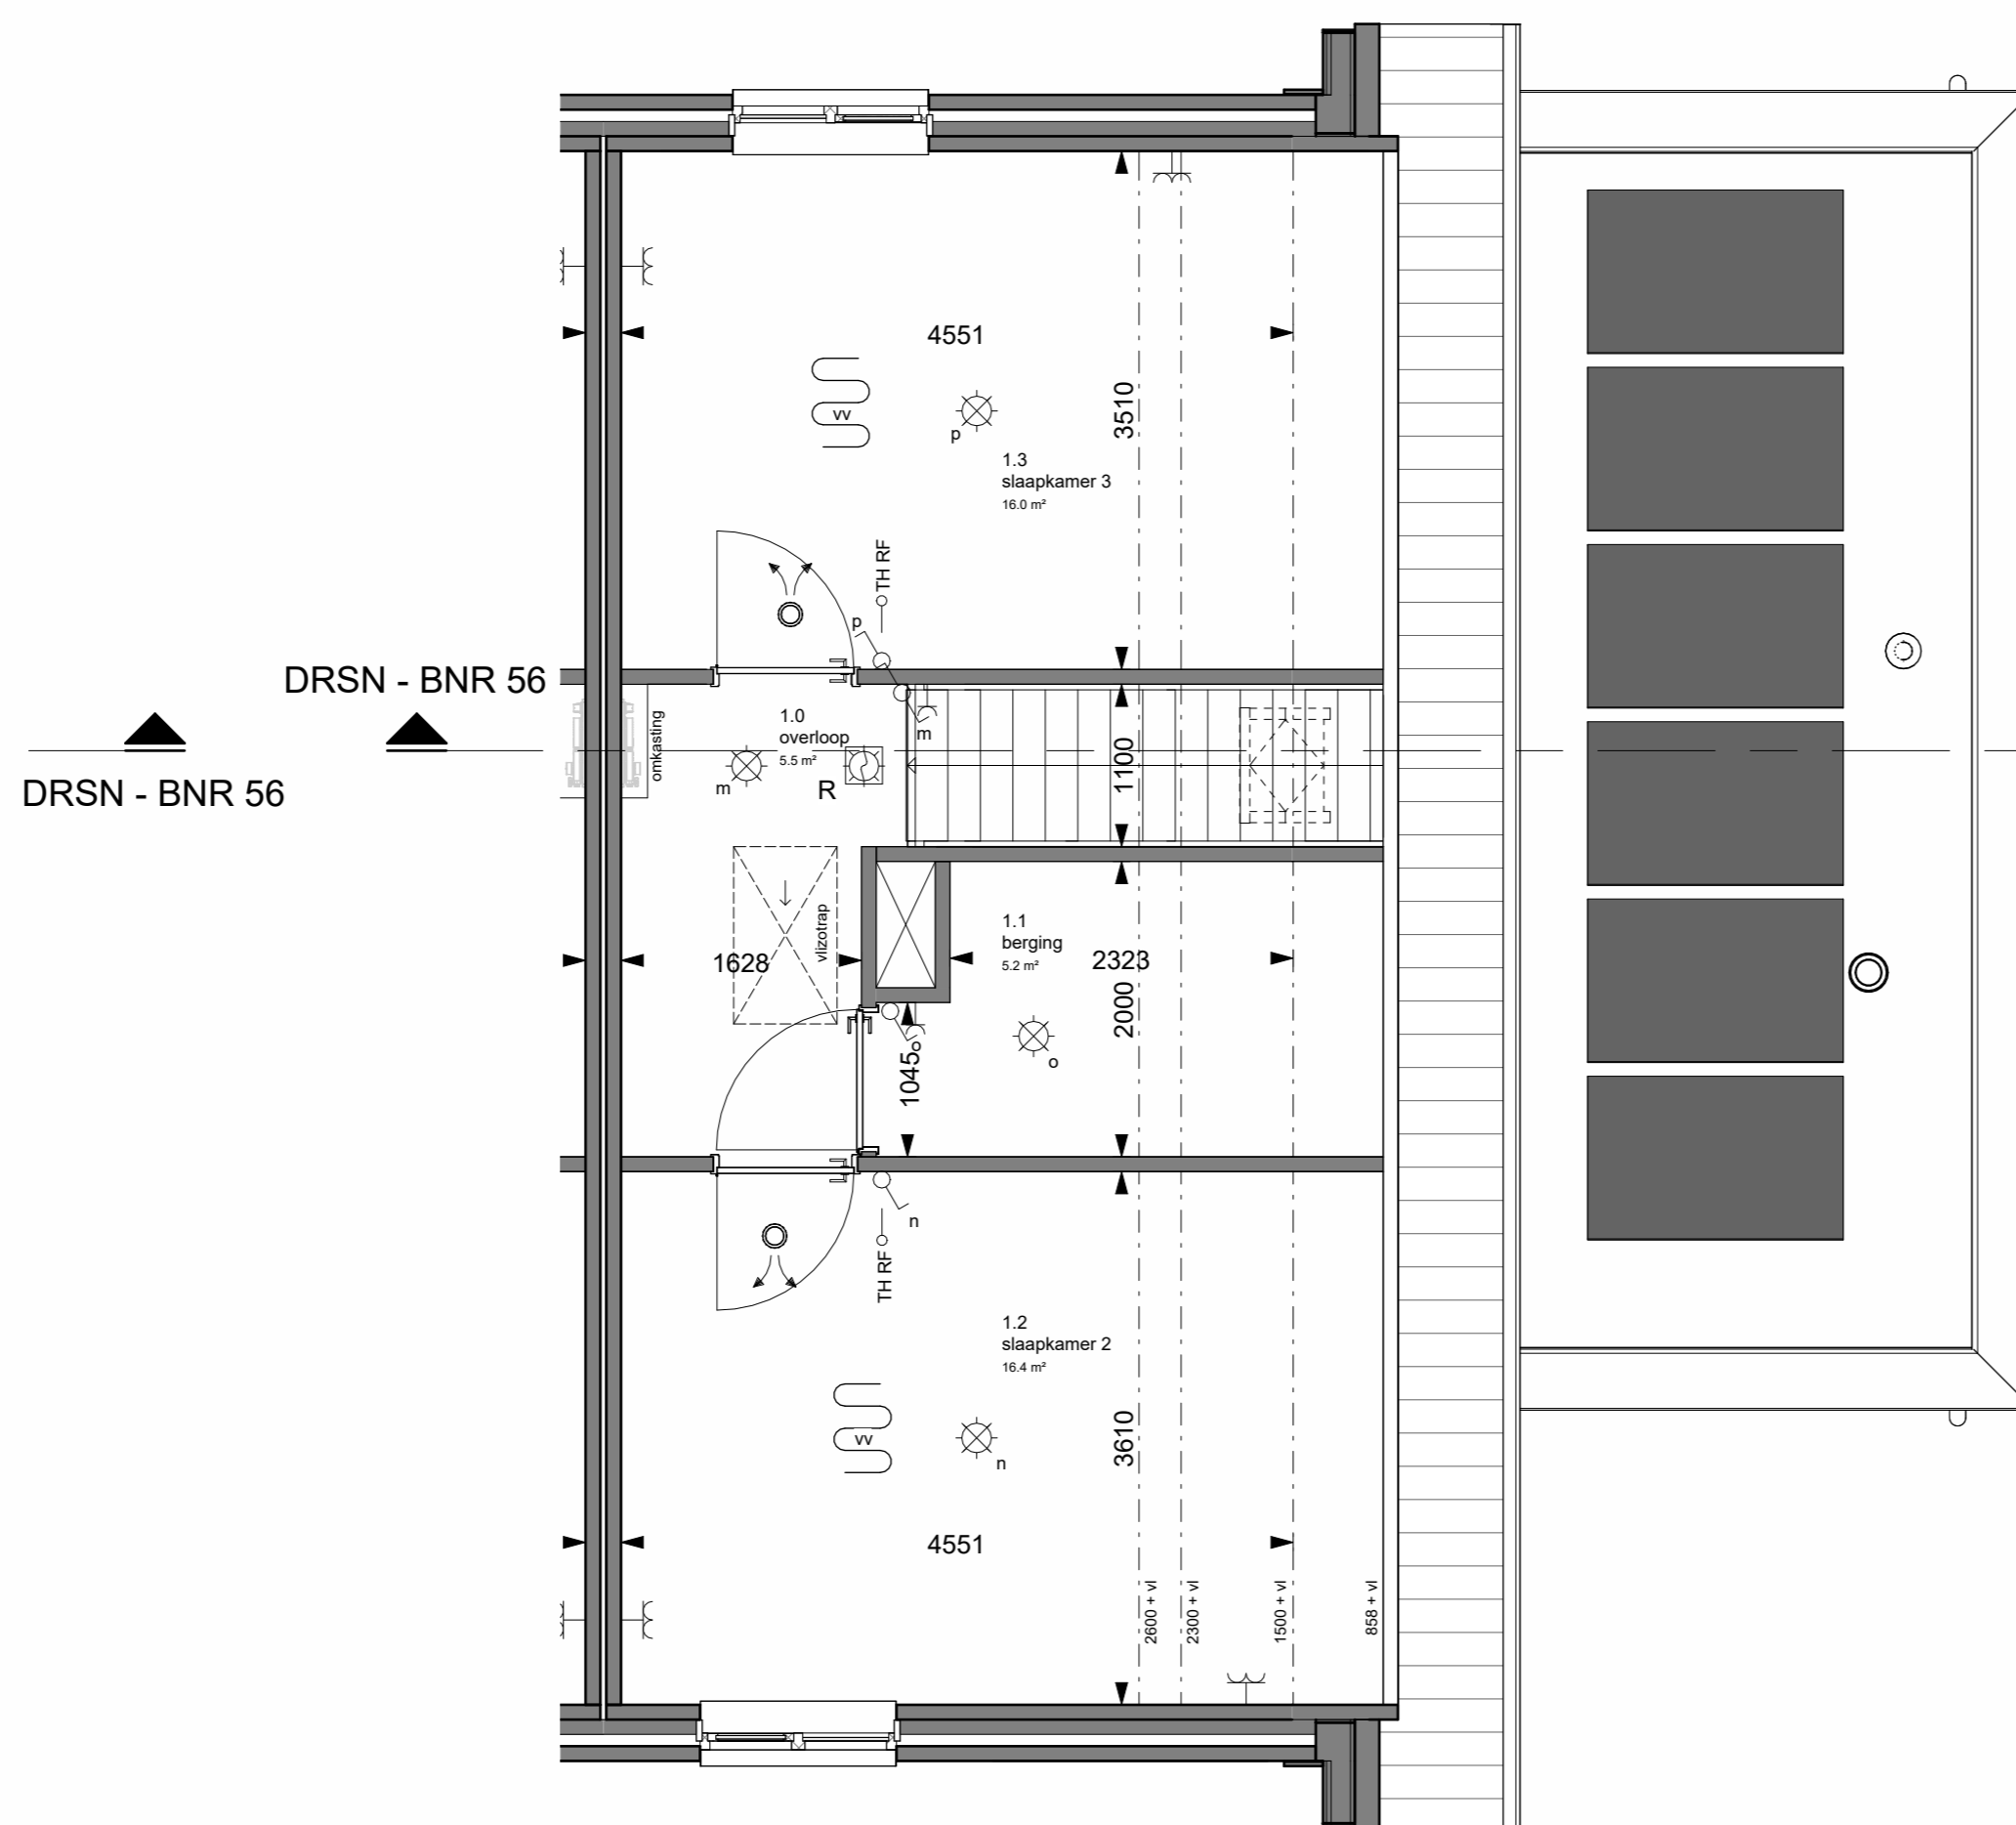 4551
3510
vv
p
1.3
slaapkamer 3
16.0 m²
TH RF
p
DRSN - BNR 56
DRSN - BNR 56
omkasting
1.0
overloop
5.5 m²
m
R
m
1100
vlizotrap
1628
1.1
berging
5.2 m²
2323
2000
1045
o
o
n
TH RF
1.2
slaapkamer 2
16.4 m²
vv
n
3610
4551
2600 + vl
2300 + vl
1500 + vl
858 + vl